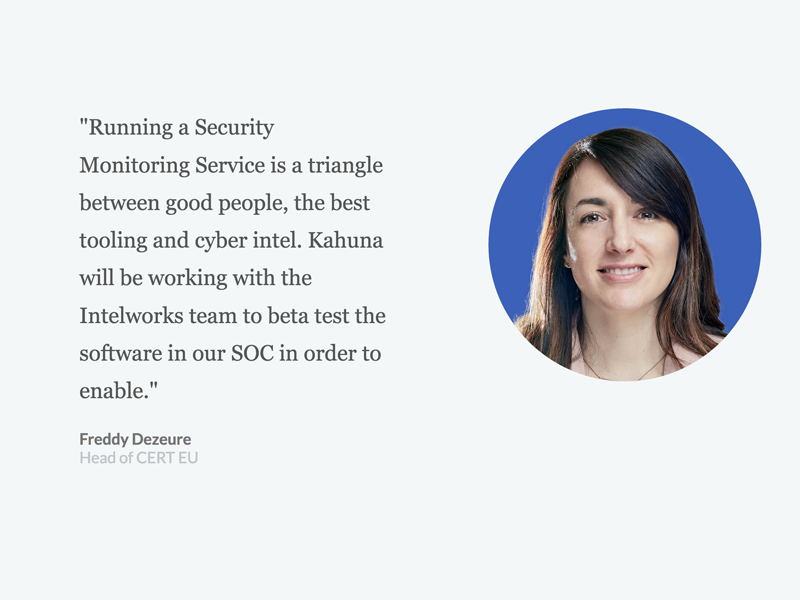 "Running a Security
Monitoring Service is a triangle
between good people, the best
tooling and cyber intel. Kahuna
will be working with the
Intelworks team to beta test the
software in our SOC in order to
enable."
Freddy Dezeure
Head of CERT EU